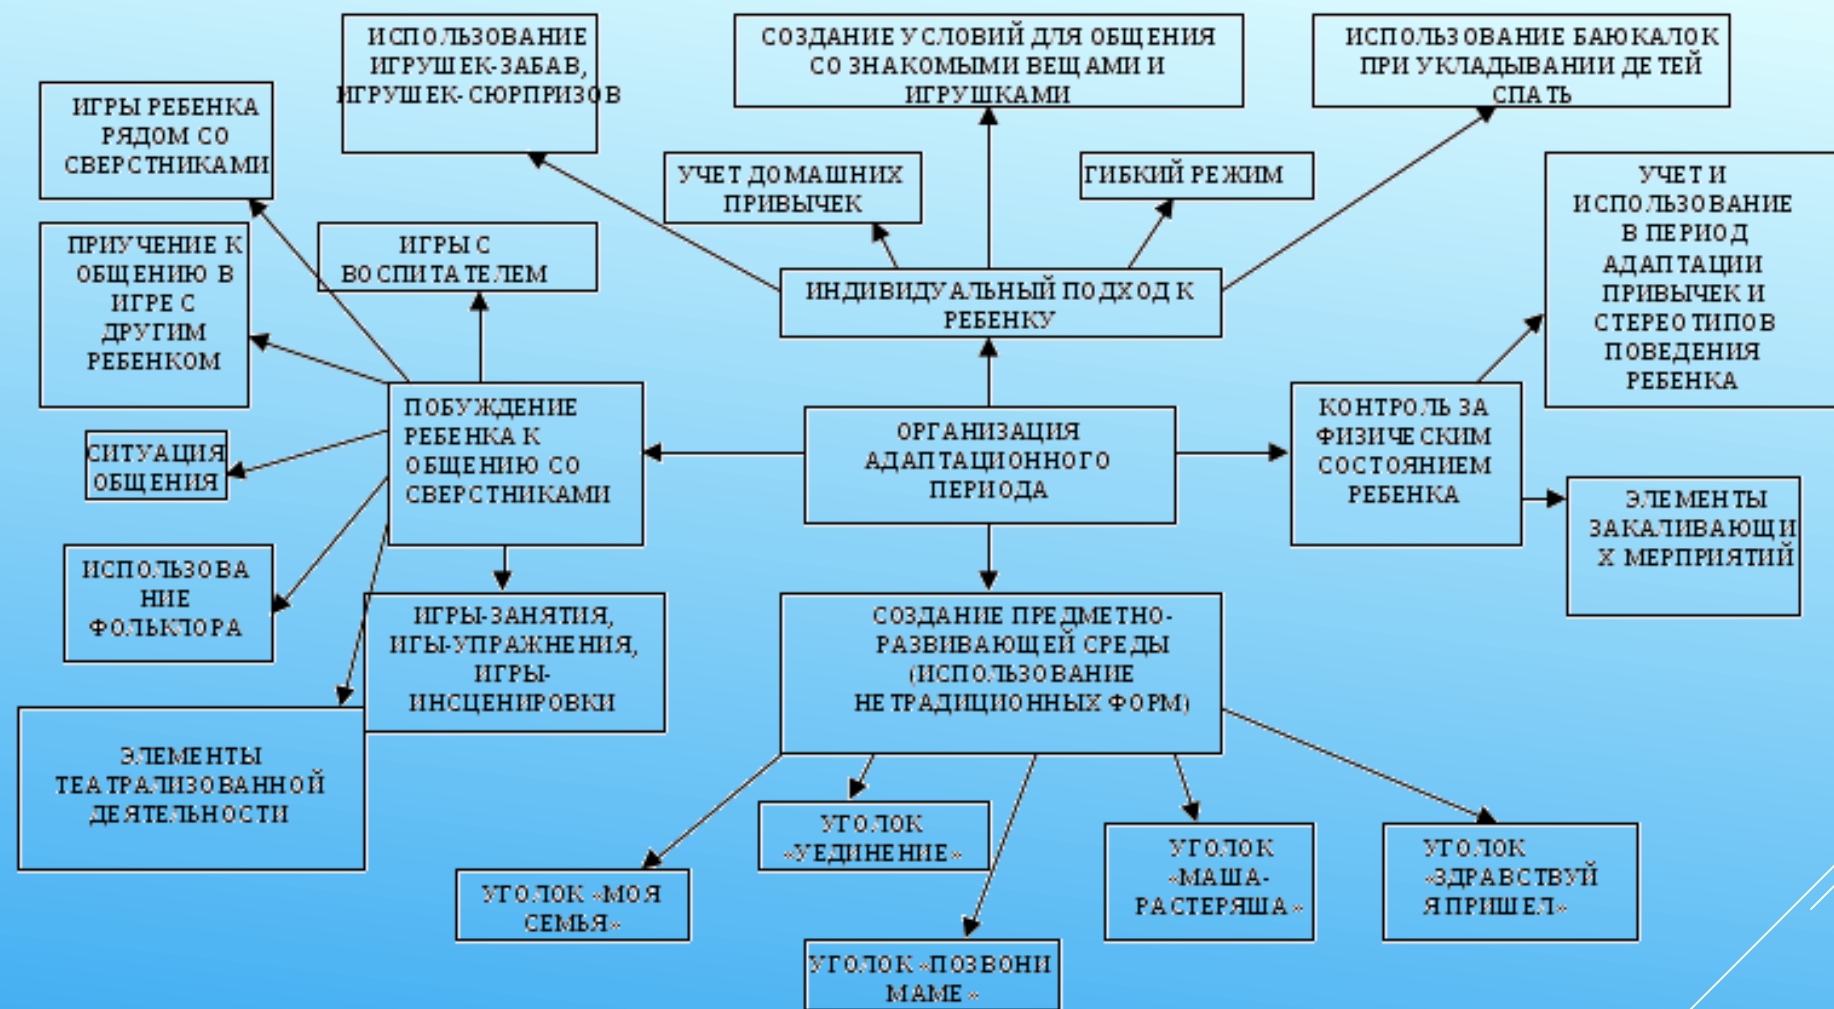 ИСПОЛЬЗОВАНИЕ
ИГРУШЕК-ЗАБАВ,
ИГРУШЕК- СЮРПРИЗОВ
СОЗДАНИЕ УСЛОВИЙ ДЛЯ ОБЩЕНИЯ
СО ЗНАКОМЫМИ ВЕЩАМИ И
ИГРУШКАМИ
ИСПОЛЬЗОВАНИЕ БАЮКАЛОК
ПРИ УКЛАДЫВАНИИ ДЕТЕЙ
СПАТЬ
ИГРЫ РЕБЕНКА
РЯДОМ СО
СВЕРСТНИКАМИ
УЧЕТ ДОМАШНИХ
ПРИВЫЧЕК
ГИБКИЙ РЕЖИМ
УЧЕТ И
ИСПОЛЬЗОВАНИЕ
В ПЕРИОД
АДАПТАЦИИ
ПРИВЫЧЕК И
СТЕРЕОТИПОВ
ПОВЕДЕНИЯ
РЕБЕНКА
ПРИУЧЕНИЕ К
ОБЩЕНИЮ В
ИГРЕ С
ДРУГИМ
РЕБЕНКОМ
ИГРЫ С
ВОСПИТАТЕЛЕМ
ИНДИВИДУАЛЬНЫЙ ПОДХОД К
РЕБЕНКУ
ПОБУЖДЕНИЕ
РЕБЕНКА К
ОБЩЕНИЮ СО
СВЕРСТНИКАМИ
ОРГАНИЗАЦИЯ
АДАПТАЦИОННОГО
ПЕРИОДА
КОНТРОЛЬ ЗА
ФИЗИЧЕСКИМ
СОСТОЯНИЕМ
РЕБЕНКА
СИТУАЦИЯ
ОБЩЕНИЯ
ЭЛЕМЕНТЫ
ЗАКАЛИВАЮЩИ
Х МЕРПРИЯТИЙ
ИСПОЛЬЗОВА
НИЕ
ФОЛЬКЛОРА
ИГРЫ-ЗАНЯТИЯ,
ИГЫ-УПРАЖНЕНИЯ,
ИГРЫ-
ИНСЦЕНИРОВКИ
СОЗДАНИЕ ПРЕДМЕТНО-
РАЗВИВАЮЩЕЙ СРЕДЫ
(ИСПОЛЬЗОВАНИЕ
НЕТРАДИЦИОННЫХ ФОРМ)
ЭЛЕМЕНТЫ
ТЕАТРАЛИЗОВАННОЙ
ДЕЯТЕЛЬНОСТИ
УГОЛОК
«УЕДИНЕНИЕ»
УГОЛОК
«МАША-
РАСТЕРЯША»
УГОЛОК
«ЗДРАВСТВУЙ
Я ПРИШЕЛ»
УГОЛОК «МОЯ
СЕМЬЯ»
УГОЛОК «ПОЗВОНИ
МАМЕ»